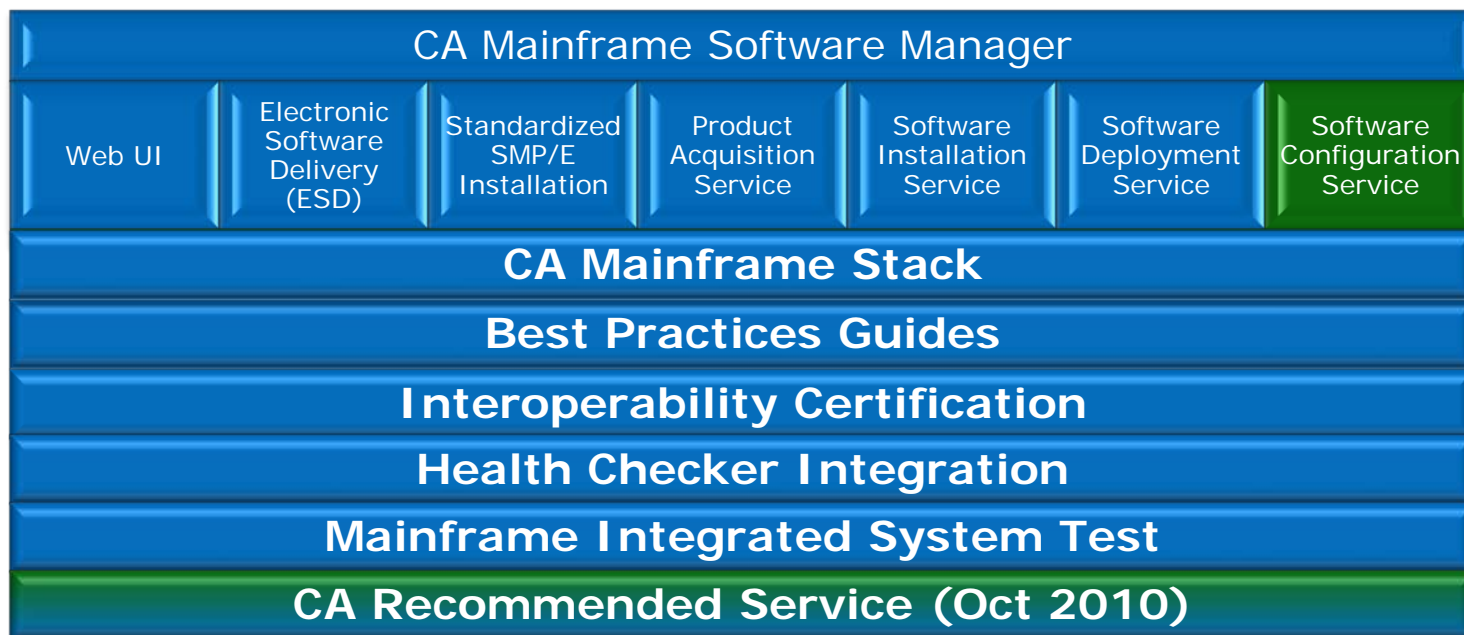 CA Mainframe Software Manager
Web UI
Electronic
Software
Delivery
(ESD)
Standardized
SMP/E
Installation
Product
Acquisition
Service
Software
Installation
Service
Software
Deployment
Service
Software
Configuration
Service
CA Mainframe Stack
Best Practices Guides
Interoperability Certification
Health Checker Integration
Mainframe Integrated System Test
CA Recommended Service (Oct 2010)